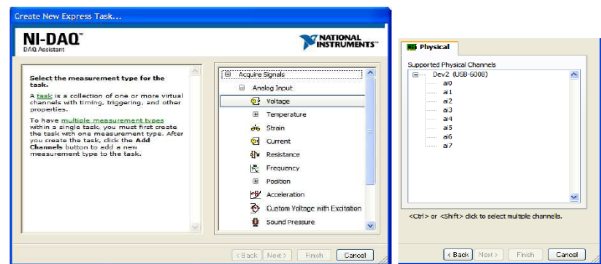 Create New Express Task...
NI-DAQ
DAQ Assistant
NATIONAL
INSTRUMENTS
Select the measurement type for the
task.
A task is a collection of one or more virtual
channels with timing, triggering, and other
properties.
To have multiple measurement types
within a single task, you must first create
the task with one measurement type. After
you create the task, click the Add
Channels button to add a new
measurement type to the task.
Acquire Signals
Analog Input
Voltage
Temperature
Strain
Current
Resistance
Frequency
Position
Acceleration
Custom Voltage with Excitation
Sound Pressure
< Back Next > Finish Cancel
Physical
Supported Physical Channels
Dev2 (USB-6008)
ai0
ai1
ai2
ai3
ai4
ai5
ai6
ai7
<Ctrl> or <Shift> click to select multiple channels.
< Back Next > Finish Cancel